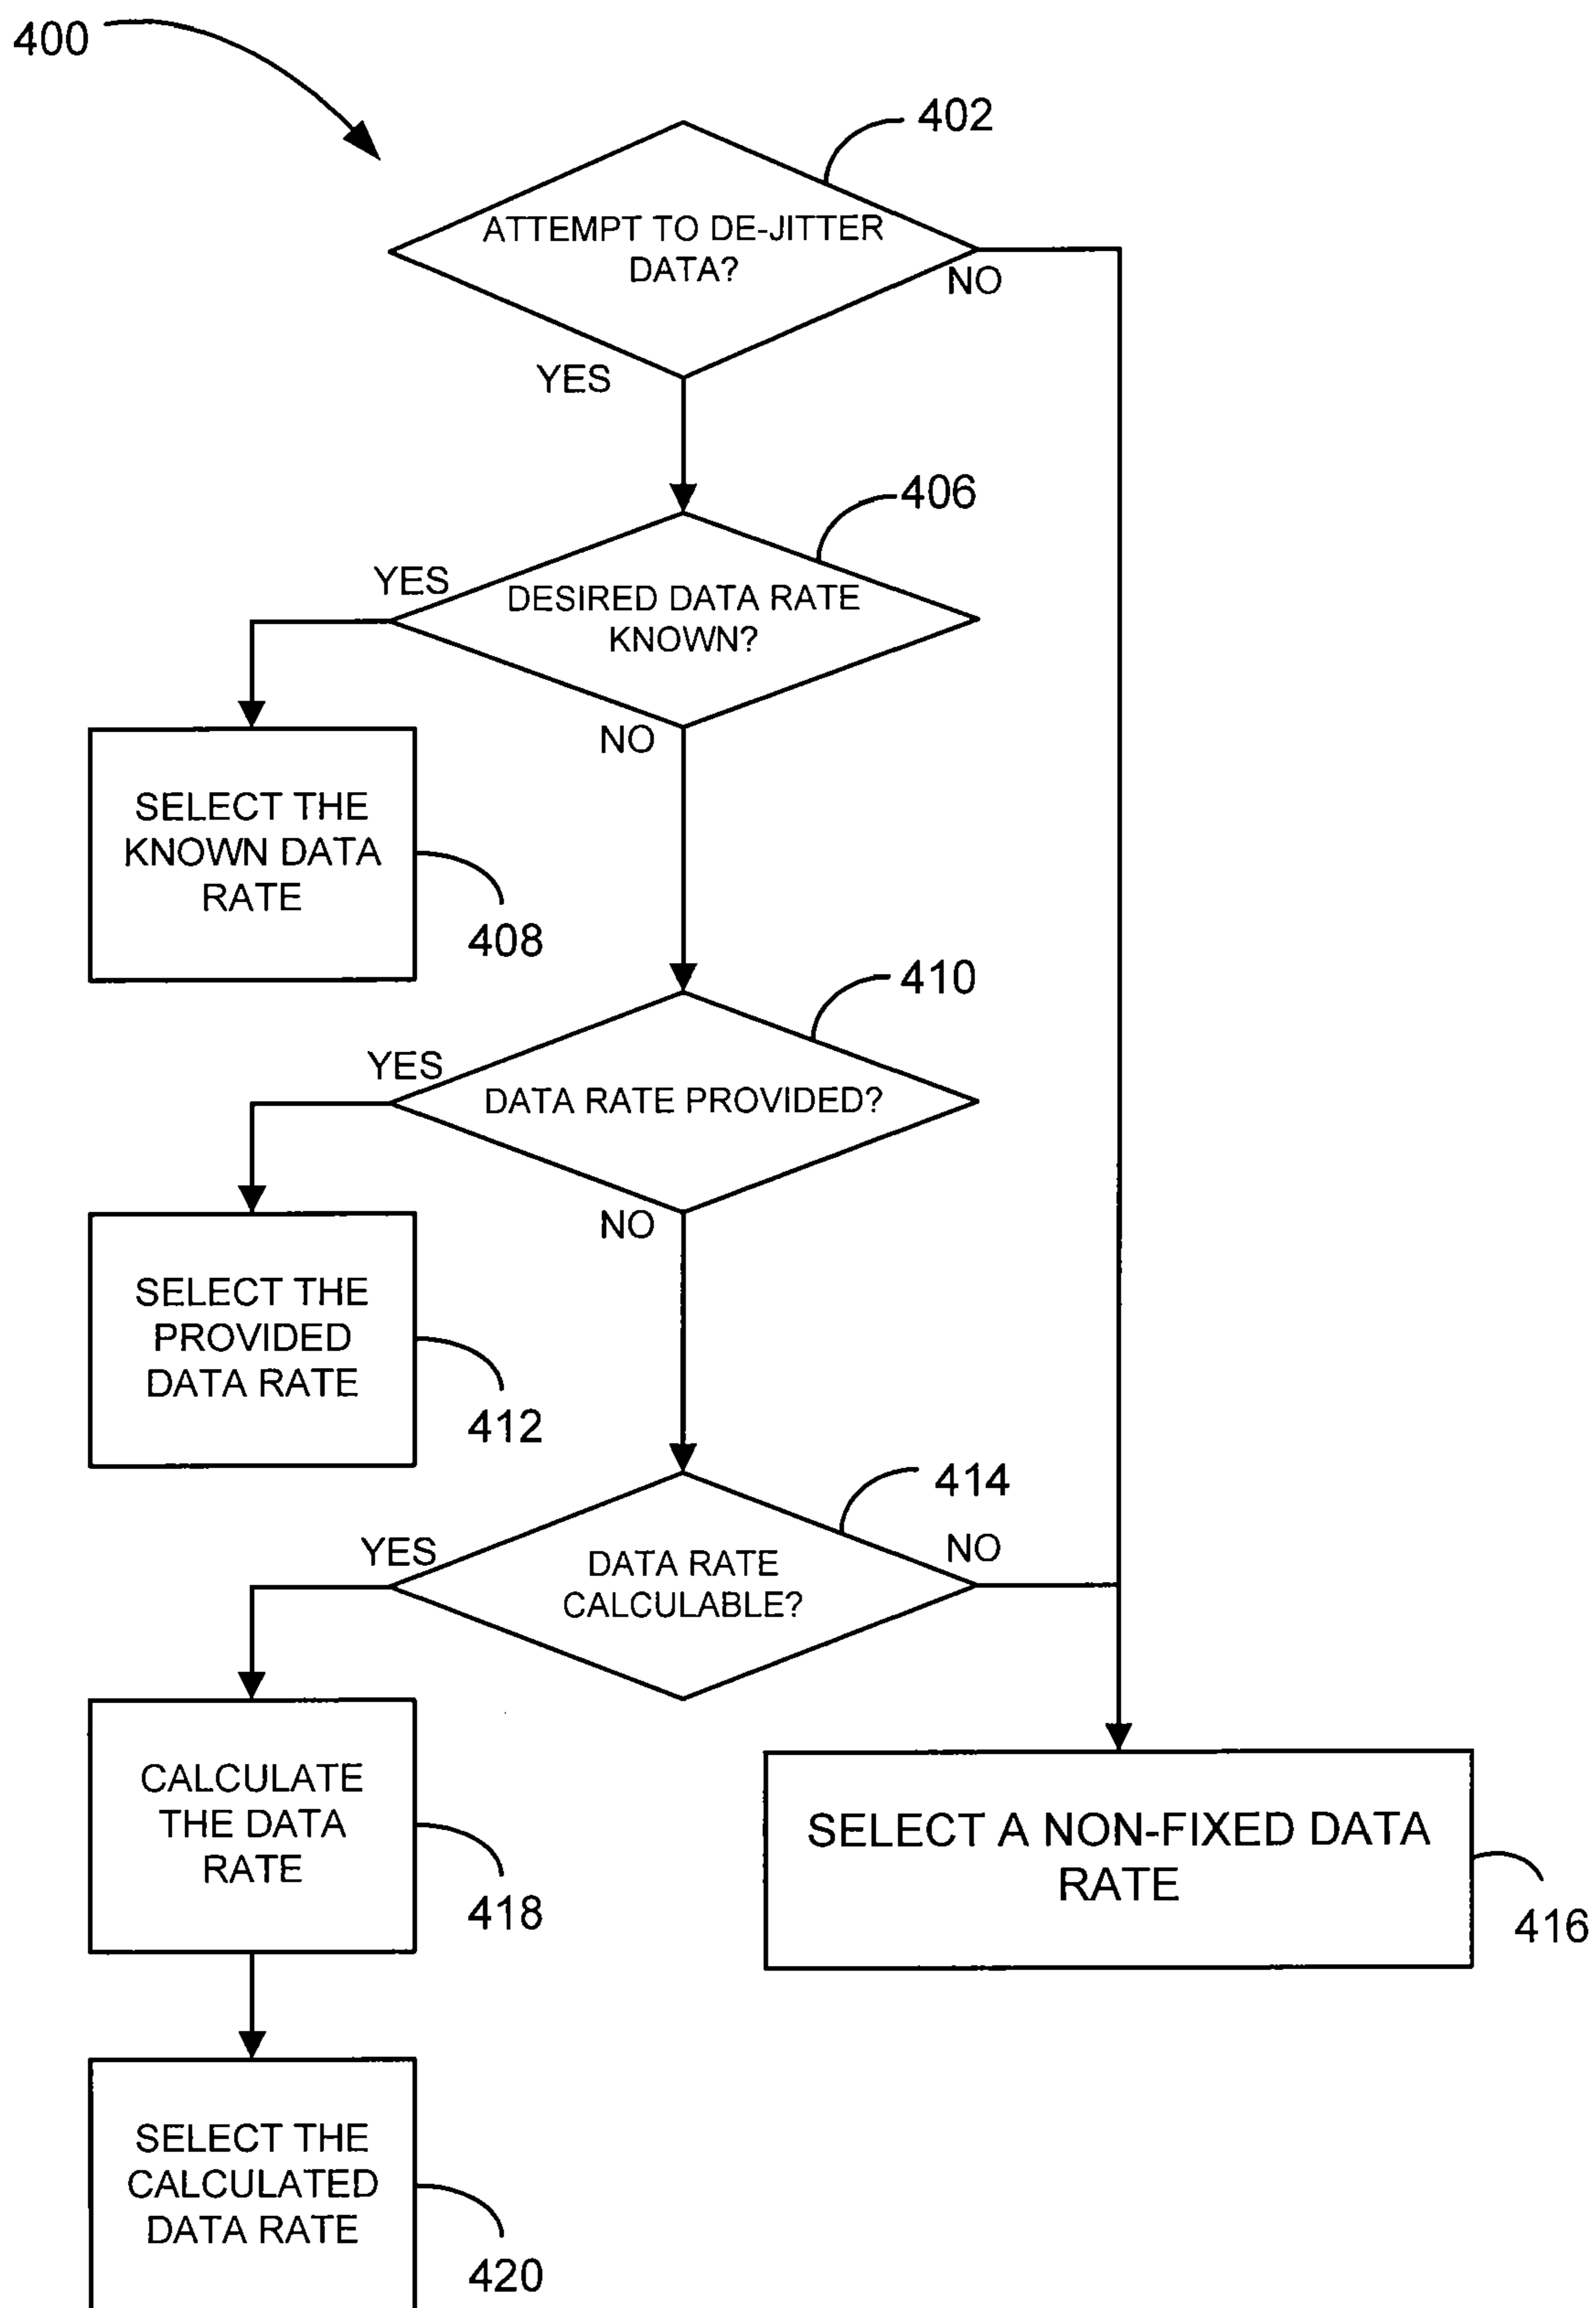 400
402
ATTEMPT TO DE-JITTER
DATA?
NO
YES
406
YES
DESIRED DATA RATE
KNOWN?
NO
SELECT THE
KNOWN DATA
RATE
408
410
YES
DATA RATE PROVIDED?
NO
SELECT THE
PROVIDED
DATA RATE
412
414
YES
NO
DATA RATE
CALCULABLE?
CALCULATE
THE DATA
RATE
418
SELECT A NON-FIXED DATA
RATE
416
SELECT THE
CALCULATED
DATA RATE
420